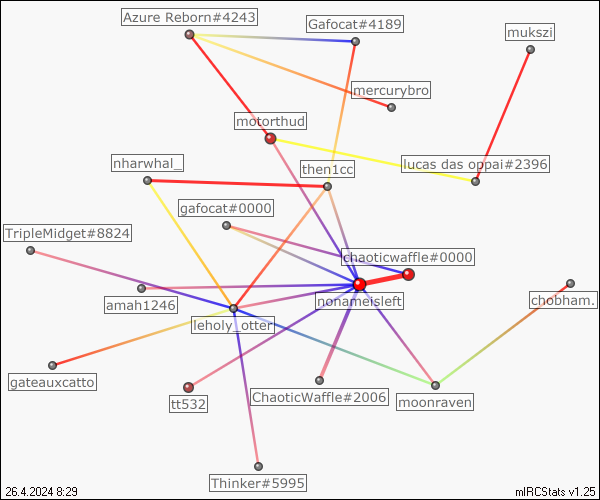 Azure Reborn#4243
Gafocat#4189
mukszi
mercurybro
motorthud
nharwhal_
then1cc
lucas das oppai#2396
gafocat#0000
TripleMidget#8824
chaoticwaffle#0000
amah1246
nonameisleft
chobham.
leholy_otter
gateauxcatto
tt532
ChaoticWaffle#2006
moonraven
Thinker#5995
26.4.2024 8:29
mIRCStats v1.25